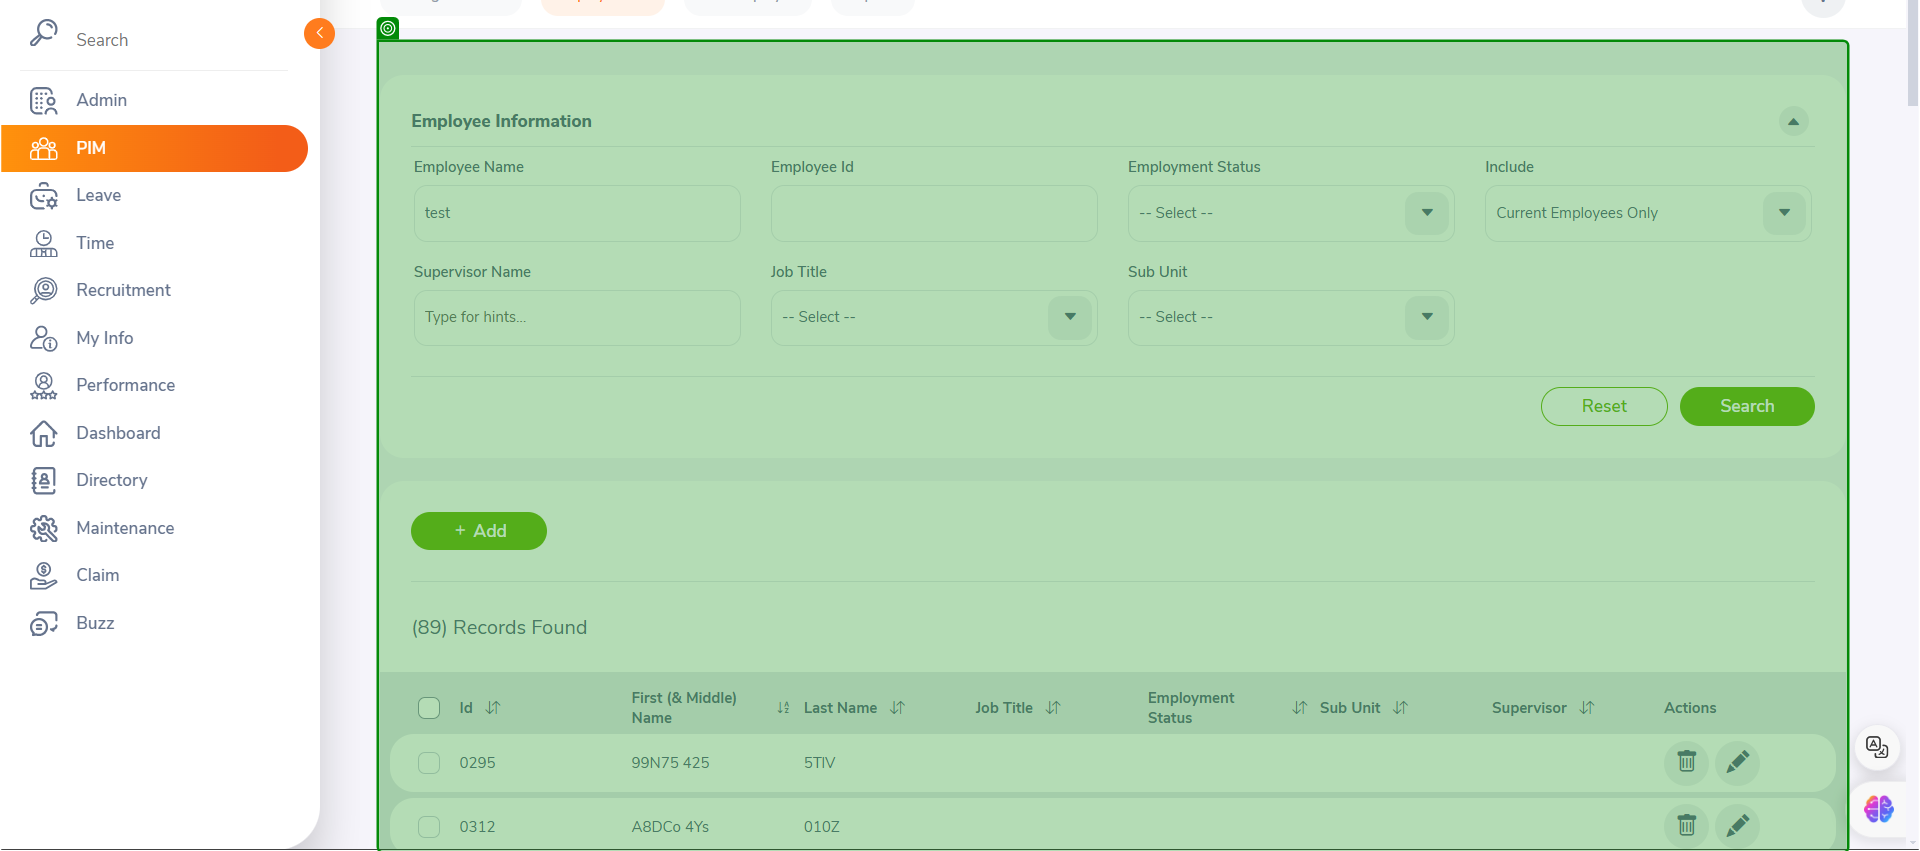 Search
Admin
PIM
Leave
Time
Recruitment
My Info
Performance
Dashboard
Directory
Maintenance
Claim
Buzz
Employee Information
Employee Name
Employee Id
Employment Status
Include
test
-- Select --
Current Employees Only
Supervisor Name
Job Title
Sub Unit
Type for hints...
-- Select --
-- Select --
Reset
Search
+ Add
(89) Records Found
Id
First (& Middle)
Name
Last Name
Job Title
Employment
Status
Sub Unit
Supervisor
Actions
0295
99N75 425
5TIV
0312
A8DCo 4Ys
010Z